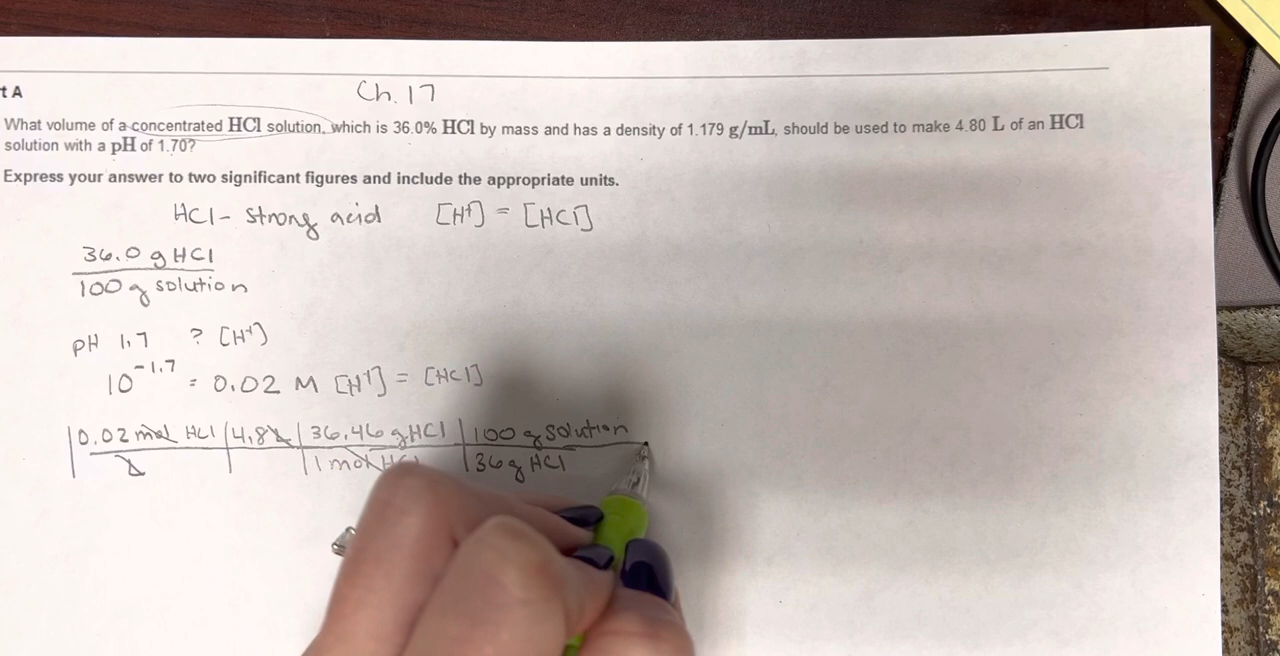 t A
Ch. 17
What volume of a concentrated HCl solution, which is 36.0% HCl by mass and has a density of 1.179 g/mL, should be used to make 4.80 L of an HCl
solution with a pH of 1.70?
Express your answer to two significant figures and include the appropriate units.
HCl - Strong acid [H+] = [HCl]
36.0 g HCl
100 g solution
pH 1.7 ? [H+]
10^-1.7 = 0.02 M [H+] = [HCl]
0.02 mol HCl | 4.8 L | 36.46 g HCl | 100 g solution
L | | 1 mol HCl | 36 g HCl